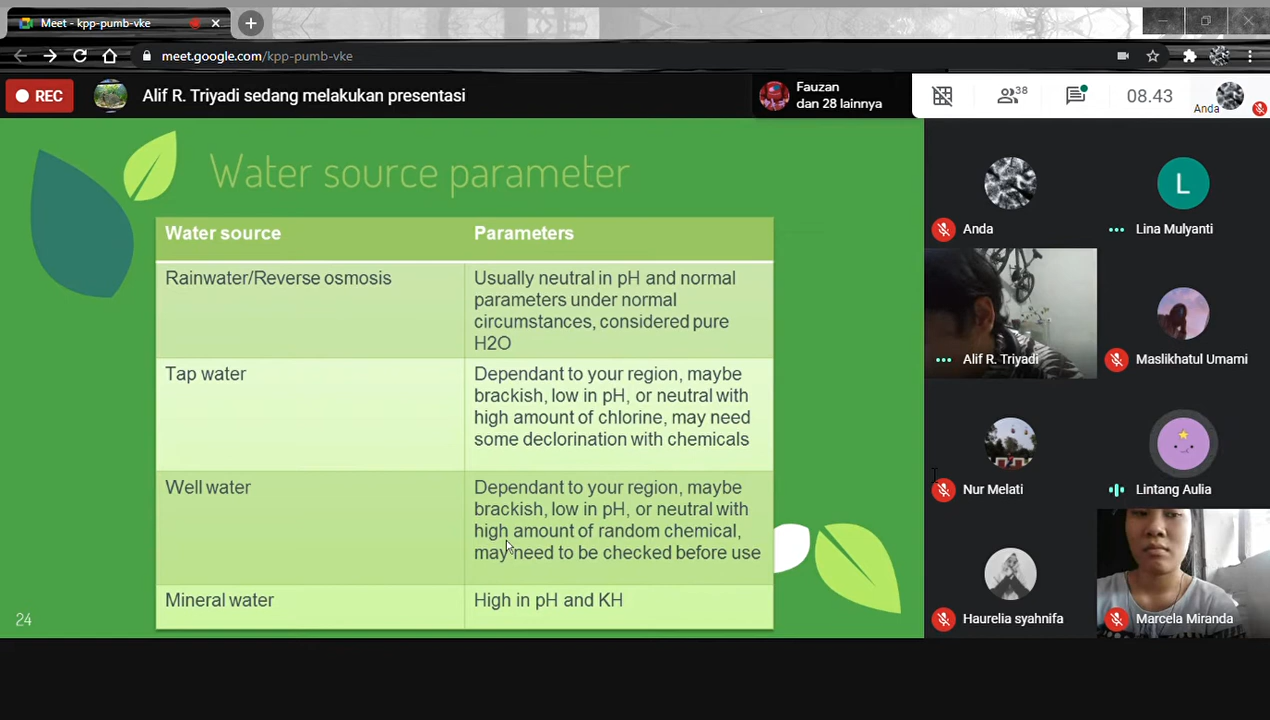 Meet - kpp-pumb-vke
meet.google.com/kpp-pumb-vke
REC
Alif R. Triyadi sedang melakukan presentasi
Fauzan
dan 28 lainnya
38
08.43
Anda
Water source parameter
Water source
Parameters
Rainwater/Reverse osmosis
Usually neutral in pH and normal
parameters under normal
circumstances, considered pure
H2O
Tap water
Dependant to your region, maybe
brackish, low in pH, or neutral with
high amount of chlorine, may need
some declorination with chemicals
Well water
Dependant to your region, maybe
brackish, low in pH, or neutral with
high amount of random chemical,
may need to be checked before use
Mineral water
High in pH and KH
24
Anda
L
Lina Mulyanti
Alif R. Triyadi
Maslikhatul Umami
Nur Melati
Lintang Aulia
Haurelia syahnifa
Marcela Miranda